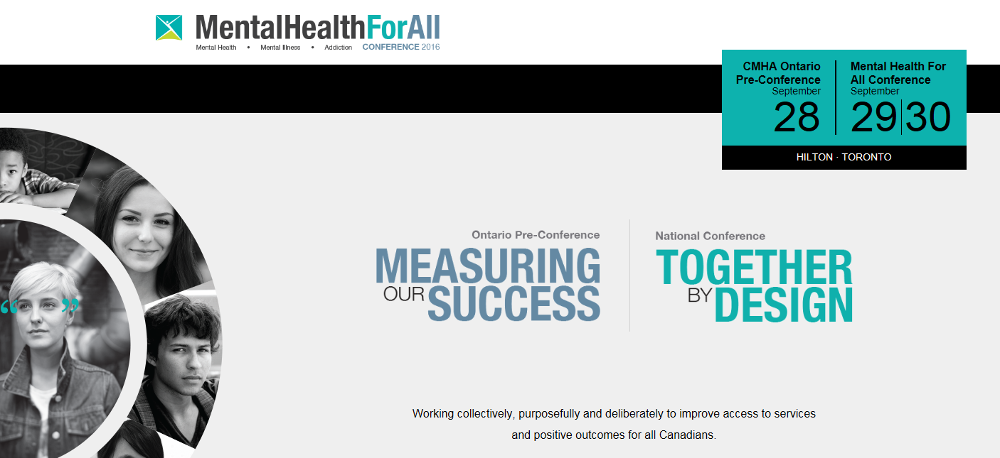 MentalHealthForAll
Mental Health • Mental Illness • Addiction CONFERENCE 2016
CMHA Ontario
Pre-Conference
September
28
Mental Health For
All Conference
September
29|30
HILTON · TORONTO
Ontario Pre-Conference
MEASURING
OUR SUCCESS
National Conference
TOGETHER
BY DESIGN
“ ”
Working collectively, purposefully and deliberately to improve access to services
and positive outcomes for all Canadians.